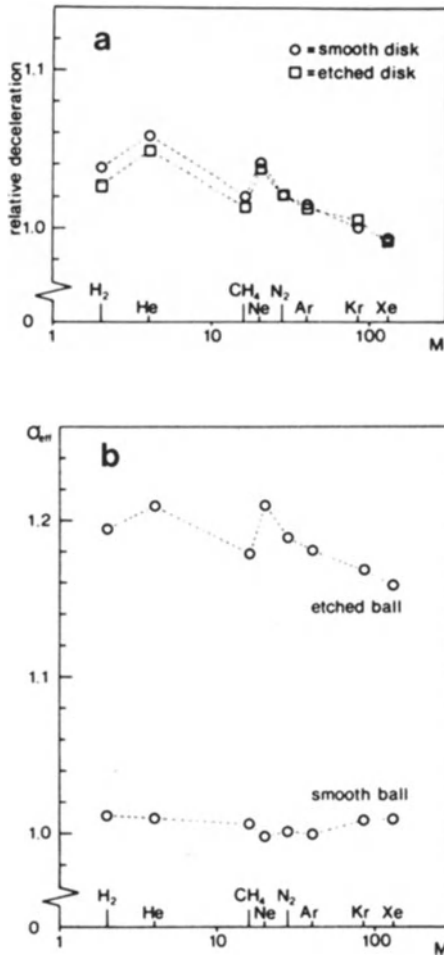 a
○ = smooth disk
□ = etched disk
relative deceleration
1.1
1.0
0
H₂ He CH₄ Ne N₂ Ar Kr Xe
1 10 100 M
b
σeff
1.2
etched ball
1.1
smooth ball
1.0
0
H₂ He CH₄ Ne N₂ Ar Kr Xe
1 10 100 M